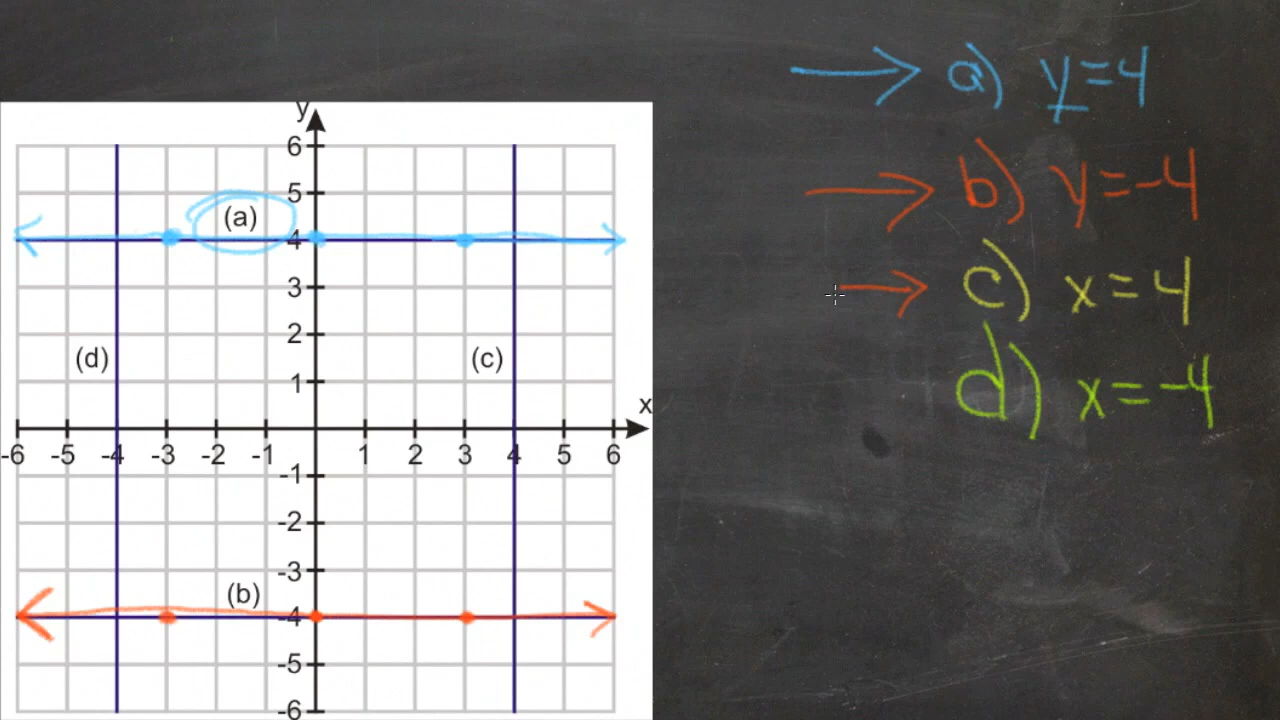 a) y=4
b) y=-4
c) x=4
d) x=-4
y
6
5
(a)
4
3
2
(d)
(c)
1
x
-6 -5 -4 -3 -2 -1 1 2 3 4 5 6
-1
-2
-3
(b)
-4
-5
-6